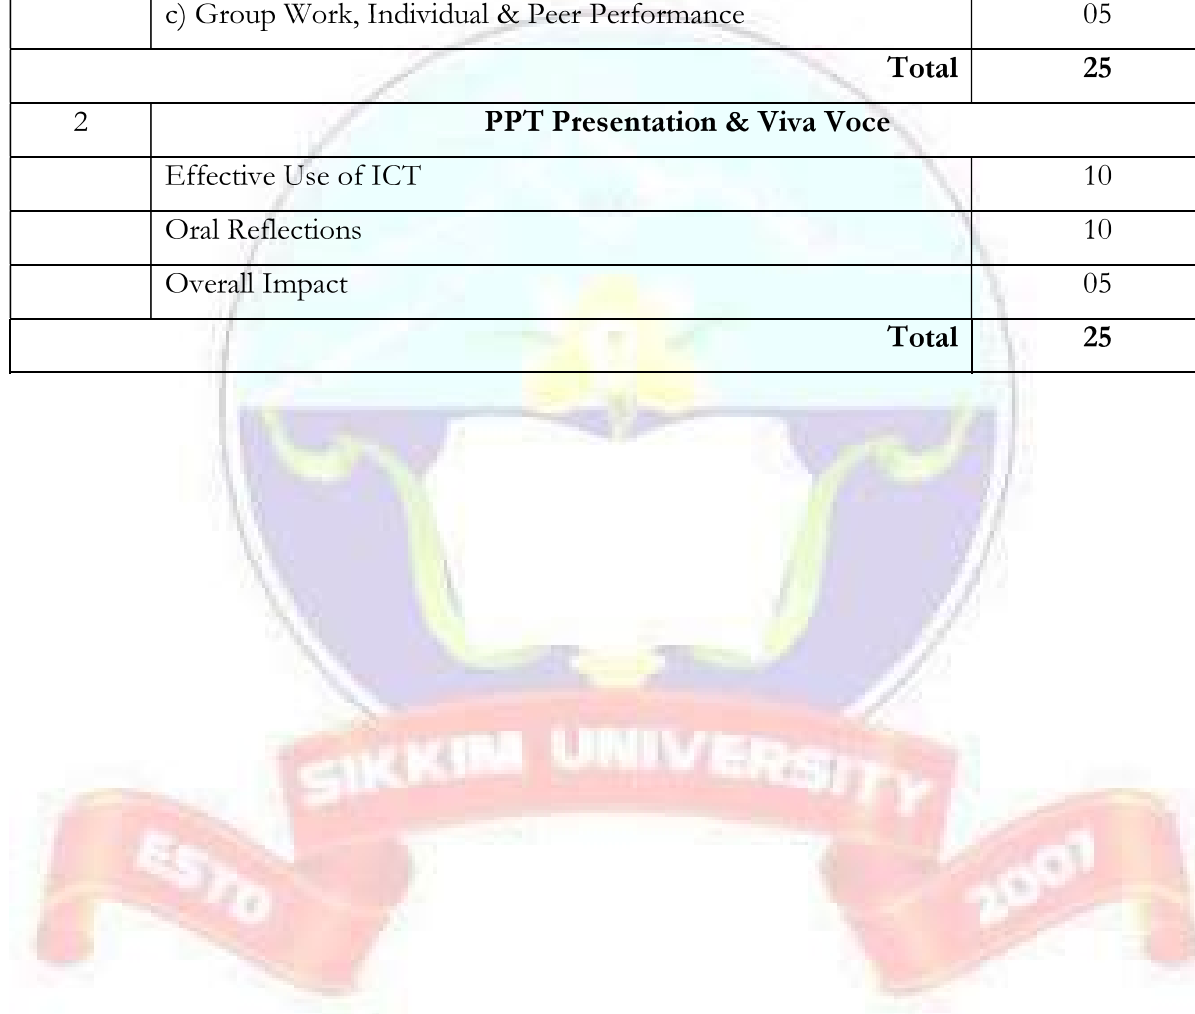 c) Group Work, Individual & Peer Performance 05
Total 25
2 PPT Presentation & Viva Voce
Effective Use of ICT 10
Oral Reflections 10
Overall Impact 05
Total 25
SIKKIM UNIVERSITY
ESTD 2007